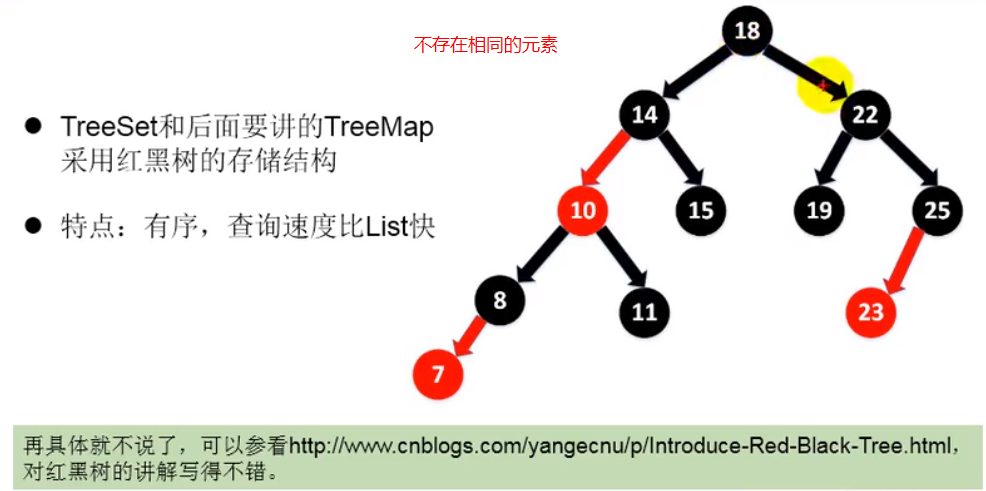 不存在相同的元素
● TreeSet和后面要讲的TreeMap
采用红黑树的存储结构
● 特点：有序，查询速度比List快
18
14
22
10
15
19
25
8
11
23
7
再具体就不说了，可以参看http://www.cnblogs.com/yangecnu/p/Introduce-Red-Black-Tree.html，
对红黑树的讲解写得不错。